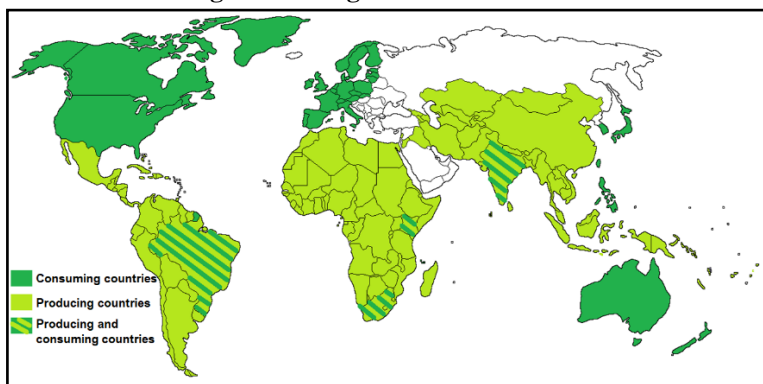 Consuming countries
Producing countries
Producing and
consuming countries